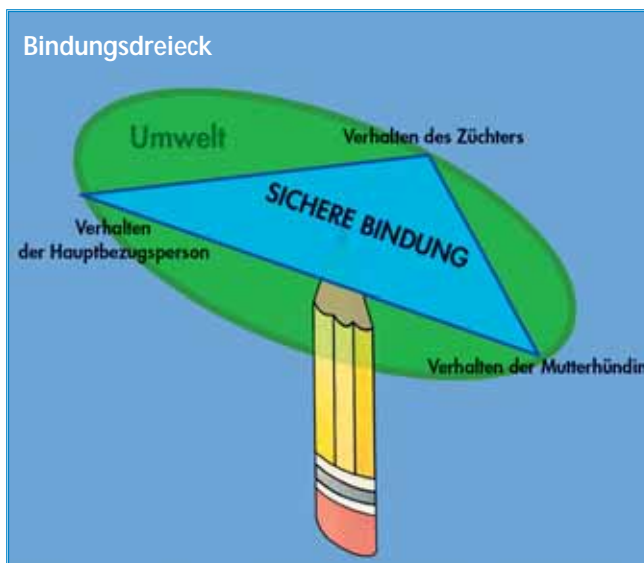 Bindungsdreieck
Umwelt
Verhalten des Züchters
SICHERE BINDUNG
Verhalten
der Hauptbezugsperson
Verhalten der Mutterhündin